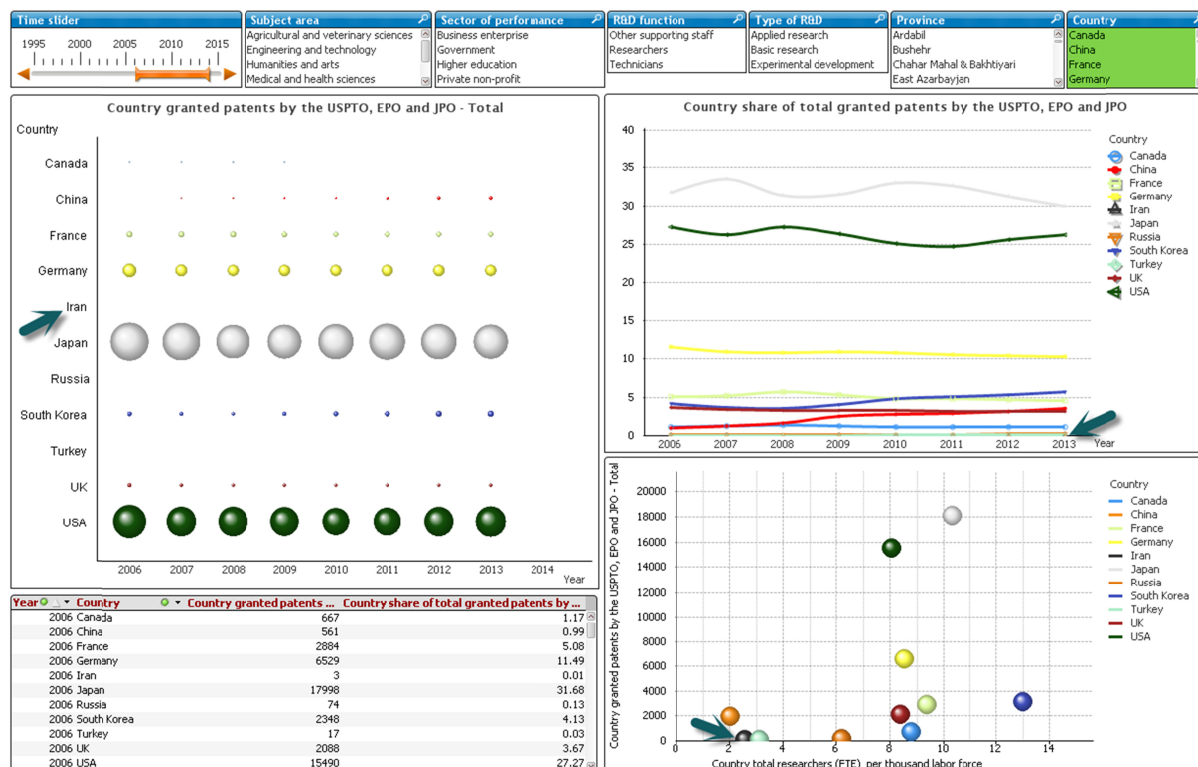 Time slider
1995 2000 2005 2010 2015
Subject area
Agricultural and veterinary sciences
Engineering and technology
Humanities and arts
Medical and health sciences
Sector of performance
Business enterprise
Government
Higher education
Private non-profit
R&D function
Other supporting staff
Researchers
Technicians
Type of R&D
Applied research
Basic research
Experimental development
Province
Ardabil
Bushehr
Chahar Mahal & Bakhtiyari
East Azarbayjan
Country
Canada
China
France
Germany
Country granted patents by the USPTO, EPO and JPO - Total
Country
Canada
China
France
Germany
Iran
Japan
Russia
South Korea
Turkey
UK
USA
2006 2007 2008 2009 2010 2011 2012 2013 2014
Year
Country share of total granted patents by the USPTO, EPO and JPO
40
35
30
25
20
15
10
5
0
2006 2007 2008 2009 2010 2011 2012 2013 Year
Country
Canada
China
France
Germany
Iran
Japan
Russia
South Korea
Turkey
UK
USA
Year Country Country granted patents ... Country share of total granted patents by ...
2006 Canada 667 1.17
2006 China 561 0.99
2006 France 2884 5.08
2006 Germany 6529 11.49
2006 Iran 3 0.01
2006 Japan 17998 31.68
2006 Russia 74 0.13
2006 South Korea 2348 4.13
2006 Turkey 17 0.03
2006 UK 2088 3.67
2006 USA 15490 27.27
Country granted patents by the USPTO, EPO and JPO - Total
20000
18000
16000
14000
12000
10000
8000
6000
4000
2000
0
0 2 4 6 8 10 12 14
Country total researchers (FTE), per thousand labor force
Country
Canada
China
France
Germany
Iran
Japan
Russia
South Korea
Turkey
UK
USA